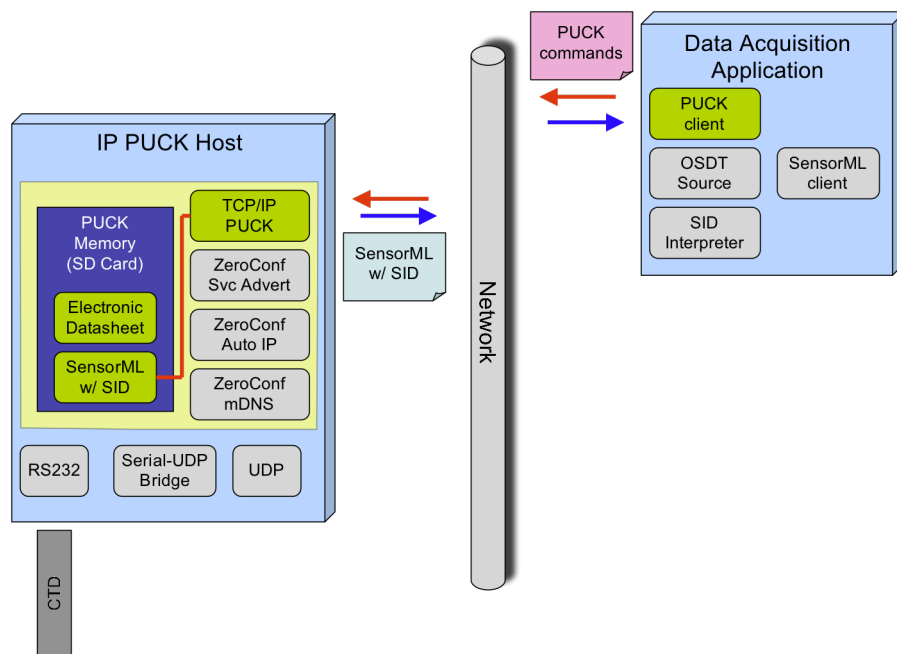 PUCK
commands
Data Acquisition
Application
PUCK
client
OSDT
Source
SensorML
client
SID
Interpreter
IP PUCK Host
PUCK
Memory
(SD Card)
Electronic
Datasheet
SensorML
w/ SID
TCP/IP
PUCK
ZeroConf
Svc Advert
ZeroConf
Auto IP
ZeroConf
mDNS
RS232
Serial-UDP
Bridge
UDP
CTD
SensorML
w/ SID
Network